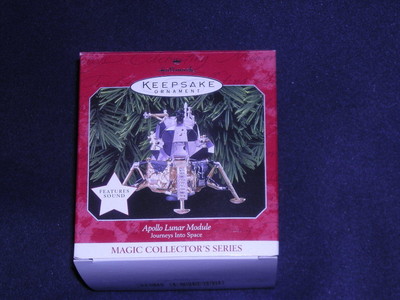 KEEPSAKE
ORNAMENT
FEATURES
SOUND
Apollo Lunar Module
Journeys Into Space
MAGIC COLLECTOR'S SERIES